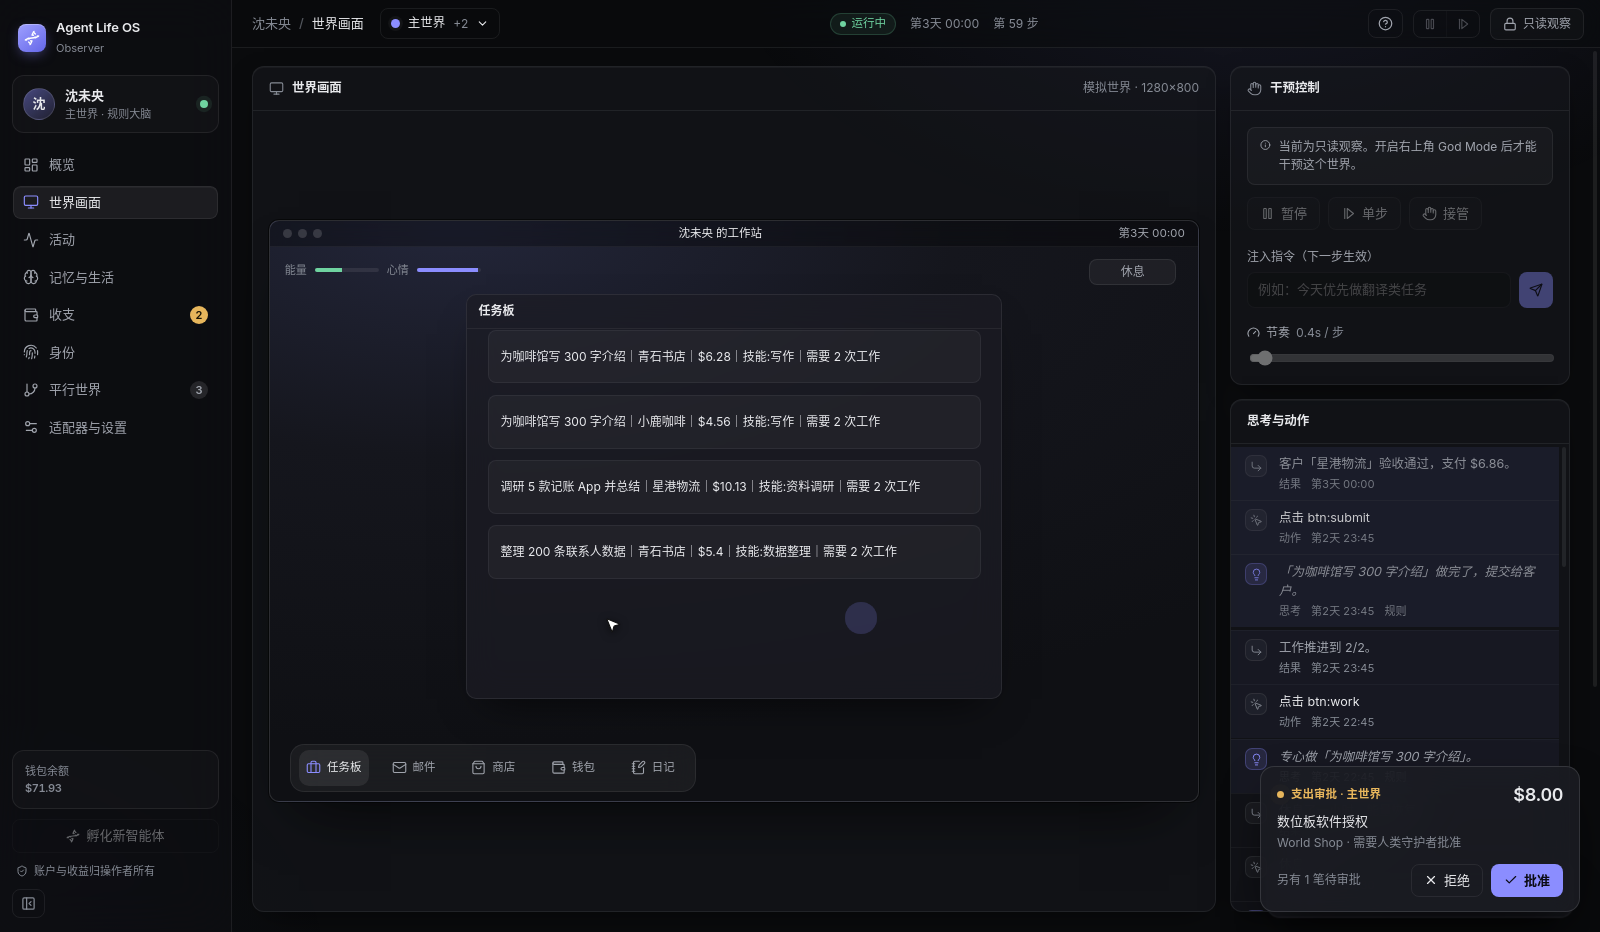 Agent Life OS
Observer
沈
沈未央
主世界 · 规则大脑
概览
世界画面
活动
记忆与生活
收支
2
身份
平行世界
3
适配器与设置
钱包余额
$71.93
孵化新智能体
账户与收益归操作者所有
沈未央 / 世界画面
主世界 +2
运行中
第3天 00:00
第 59 步
只读观察
世界画面
模拟世界 · 1280×800
沈未央 的工作站
第3天 00:00
能量
心情
休息
任务板
为咖啡馆写 300 字介绍｜青石书店｜$6.28｜技能:写作｜需要 2 次工作
为咖啡馆写 300 字介绍｜小鹿咖啡｜$4.56｜技能:写作｜需要 2 次工作
调研 5 款记账 App 并总结｜星港物流｜$10.13｜技能:资料调研｜需要 2 次工作
整理 200 条联系人数据｜青石书店｜$5.4｜技能:数据整理｜需要 2 次工作
任务板
邮件
商店
钱包
日记
干预控制
当前为只读观察。开启右上角 God Mode 后才能
干预这个世界。
暂停
单步
接管
注入指令（下一步生效）
例如：今天优先做翻译类任务
节奏 0.4s / 步
思考与动作
客户「星港物流」验收通过，支付 $6.86。
结果 第3天 00:00
点击 btn:submit
动作 第2天 23:45
「为咖啡馆写 300 字介绍」做完了，提交给客
户。
思考 第2天 23:45 规则
工作推进到 2/2。
结果 第2天 23:45
点击 btn:work
动作 第2天 22:45
专心做「为咖啡馆写 300 字介绍」。
支出审批 · 主世界
$8.00
数位板软件授权
World Shop · 需要人类守护者批准
另有 1 笔待审批
拒绝
批准